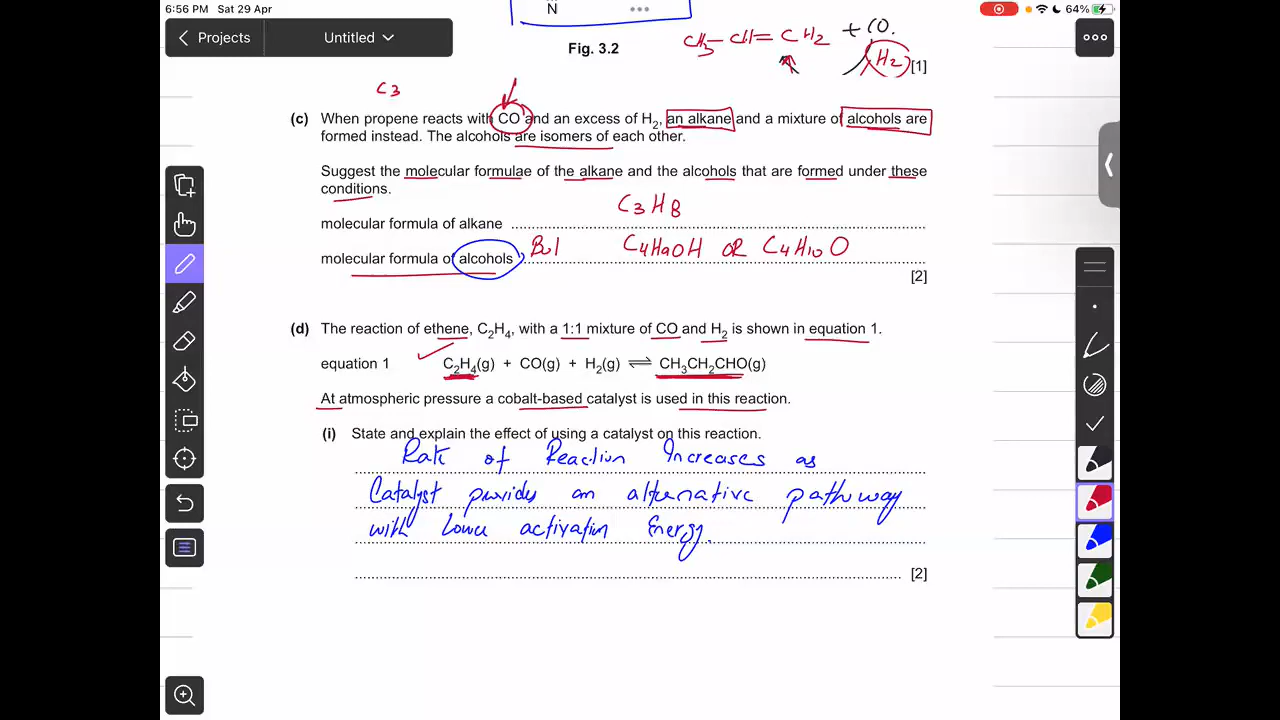 6:56 PM Sat 29 Apr
64%
Projects
Untitled
N
Fig. 3.2
CH3 — CH = CH2 + CO.
H2
[1]
C3
(c) When propene reacts with CO and an excess of H2, an alkane and a mixture of alcohols are
formed instead. The alcohols are isomers of each other.
Suggest the molecular formulae of the alkane and the alcohols that are formed under these
conditions.
C3H8
molecular formula of alkane
C4H9OH OR C4H10O
molecular formula of alcohols
[2]
(d) The reaction of ethene, C2H4, with a 1:1 mixture of CO and H2 is shown in equation 1.
equation 1 C2H4(g) + CO(g) + H2(g) ⇌ CH3CH2CHO(g)
At atmospheric pressure a cobalt-based catalyst is used in this reaction.
(i) State and explain the effect of using a catalyst on this reaction.
Rate of Reaction Increases as
Catalyst provides an alternative pathway
with Lower activation Energy.
[2]